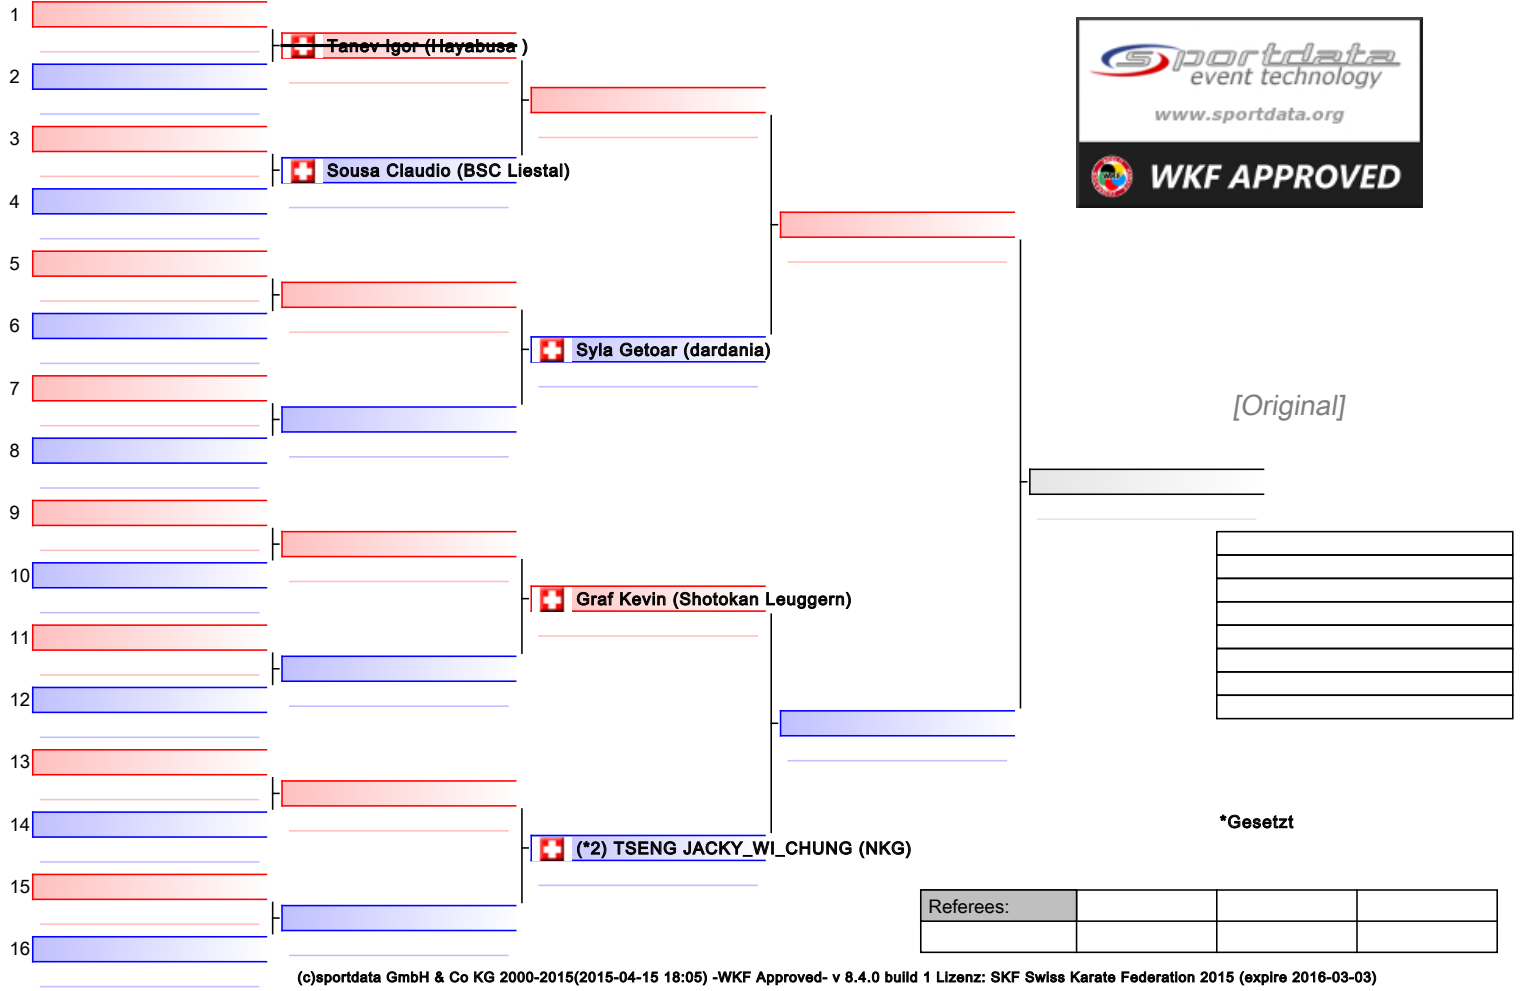 1
Tanev Igor (Hayabusa )
2
3
Sousa Claudio (BSC Liestal)
4
5
6
Syla Getoar (dardania)
7
8
9
10
Graf Kevin (Shotokan Leuggern)
11
12
13
14
(*2) TSENG JACKY_WI_CHUNG (NKG)
15
16
sportdata
event technology
www.sportdata.org
WKF
WKF APPROVED
[Original]
*Gesetzt
Referees:
(c)sportdata GmbH & Co KG 2000-2015(2015-04-15 18:05) -WKF Approved- v 8.4.0 build 1 Lizenz: SKF Swiss Karate Federation 2015 (expire 2016-03-03)